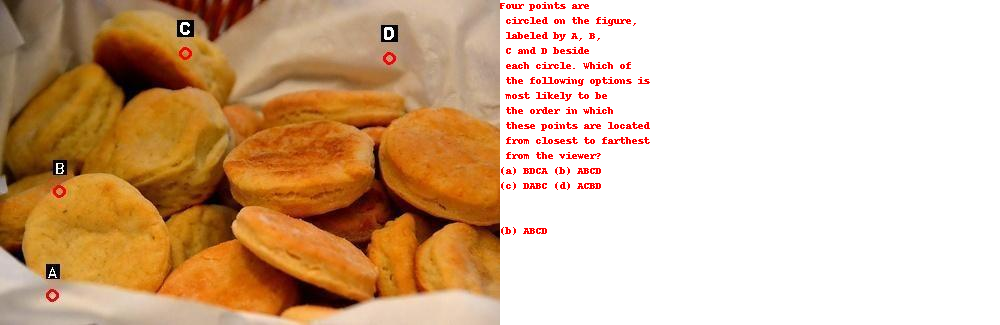 C
D
B
A
Four points are
circled on the figure,
labeled by A, B,
C and D beside
each circle. Which of
the following options is
most likely to be
the order in which
these points are located
from closest to farthest
from the viewer?
(a) BDCA (b) ABCD
(c) DABC (d) ACBD
(b) ABCD